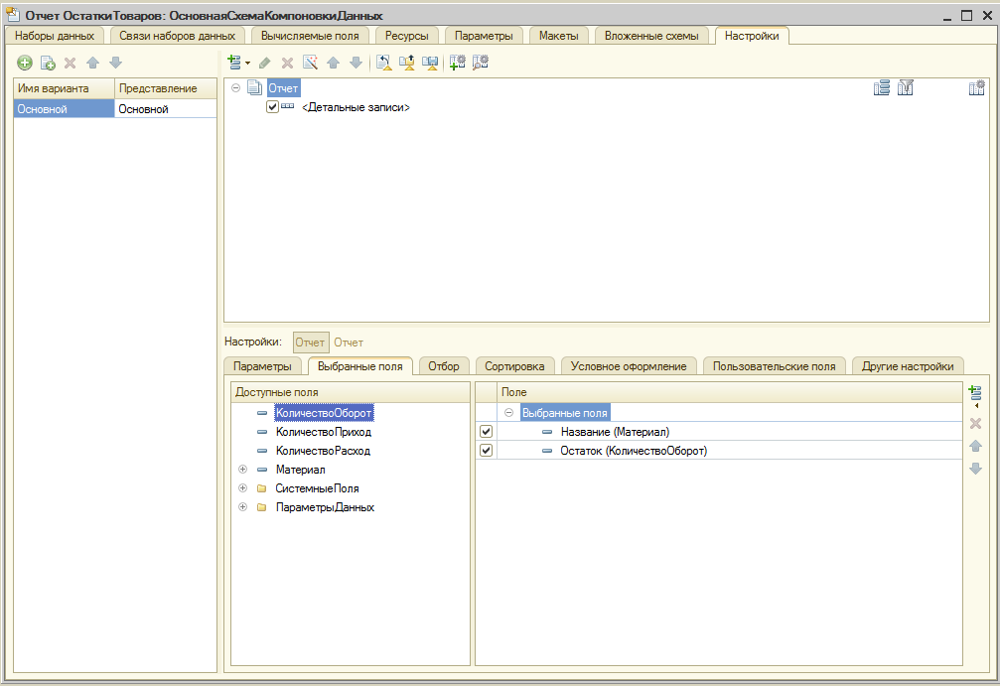 Отчет ОстаткиТоваров: ОсновнаяСхемаКомпоновкиДанных
Наборы данных Связи наборов данных Вычисляемые поля Ресурсы Параметры Макеты Вложенные схемы Настройки
Имя варианта Представление
Основной Основной
Отчет
<Детальные записи>
Настройки: Отчет Отчет
Параметры Выбранные поля Отбор Сортировка Условное оформление Пользовательские поля Другие настройки
Доступные поля
КоличествоОборот
КоличествоПриход
КоличествоРасход
Материал
СистемныеПоля
ПараметрыДанных
Поле
Выбранные поля
Название (Материал)
Остаток (КоличествоОборот)